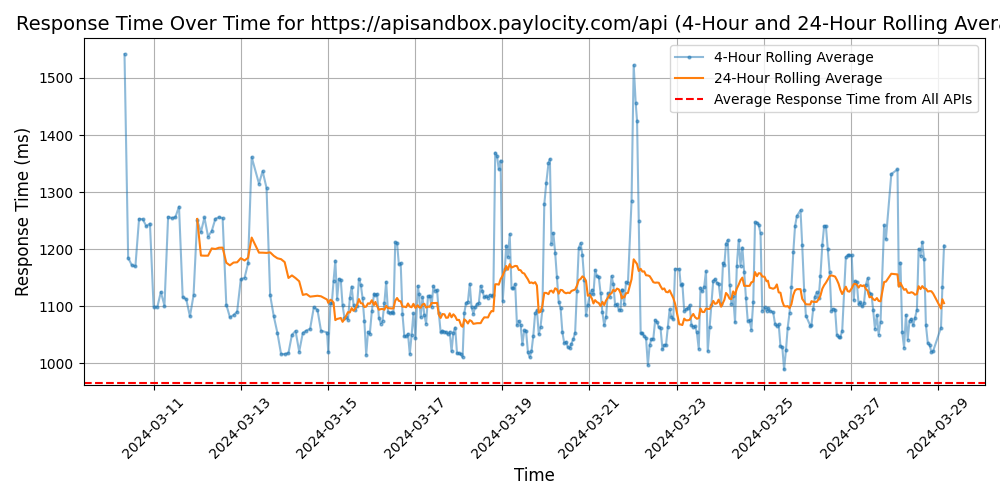 Response Time Over Time for https://apisandbox.paylocity.com/api (4-Hour and 24-Hour Rolling Avera
4-Hour Rolling Average
24-Hour Rolling Average
Average Response Time from All APIs
Response Time (ms)
1500
1400
1300
1200
1100
1000
2024-03-11
2024-03-13
2024-03-15
2024-03-17
2024-03-19
2024-03-21
2024-03-23
2024-03-25
2024-03-27
2024-03-29
Time